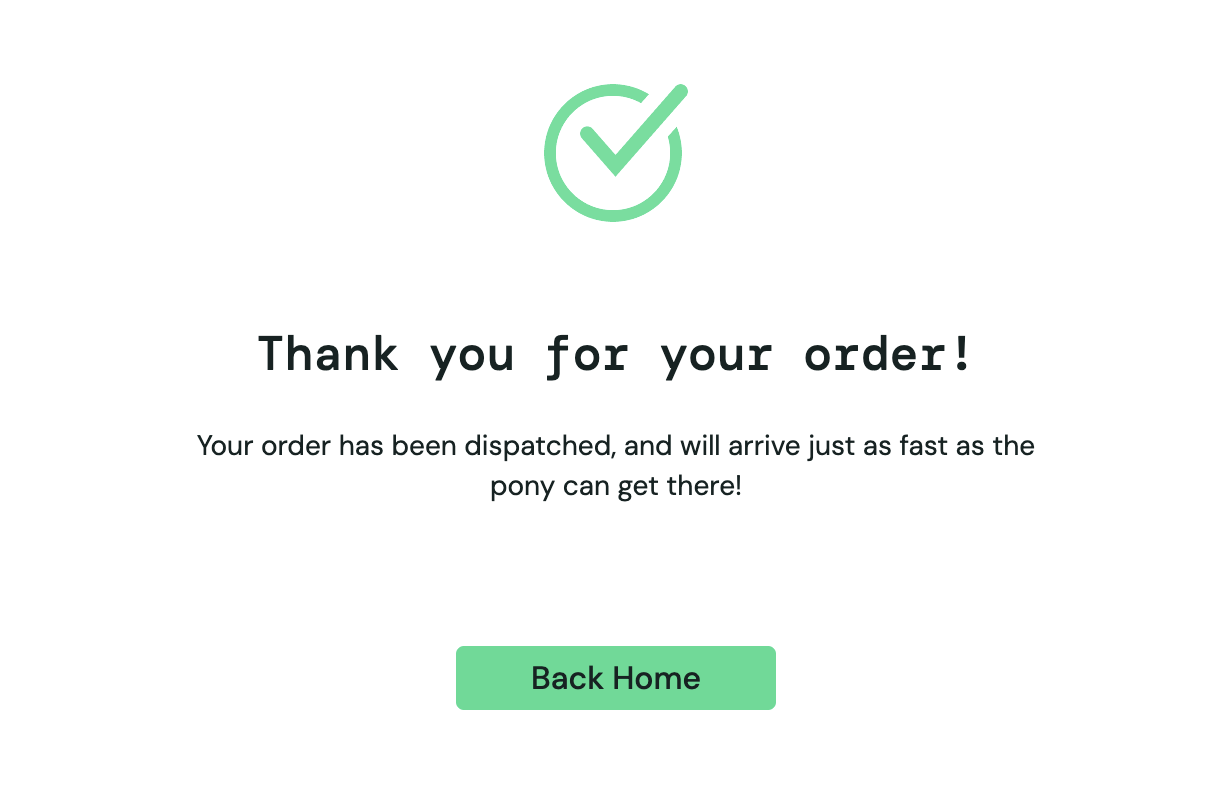 Thank you for your order!
Your order has been dispatched, and will arrive just as fast as the
pony can get there!
Back Home